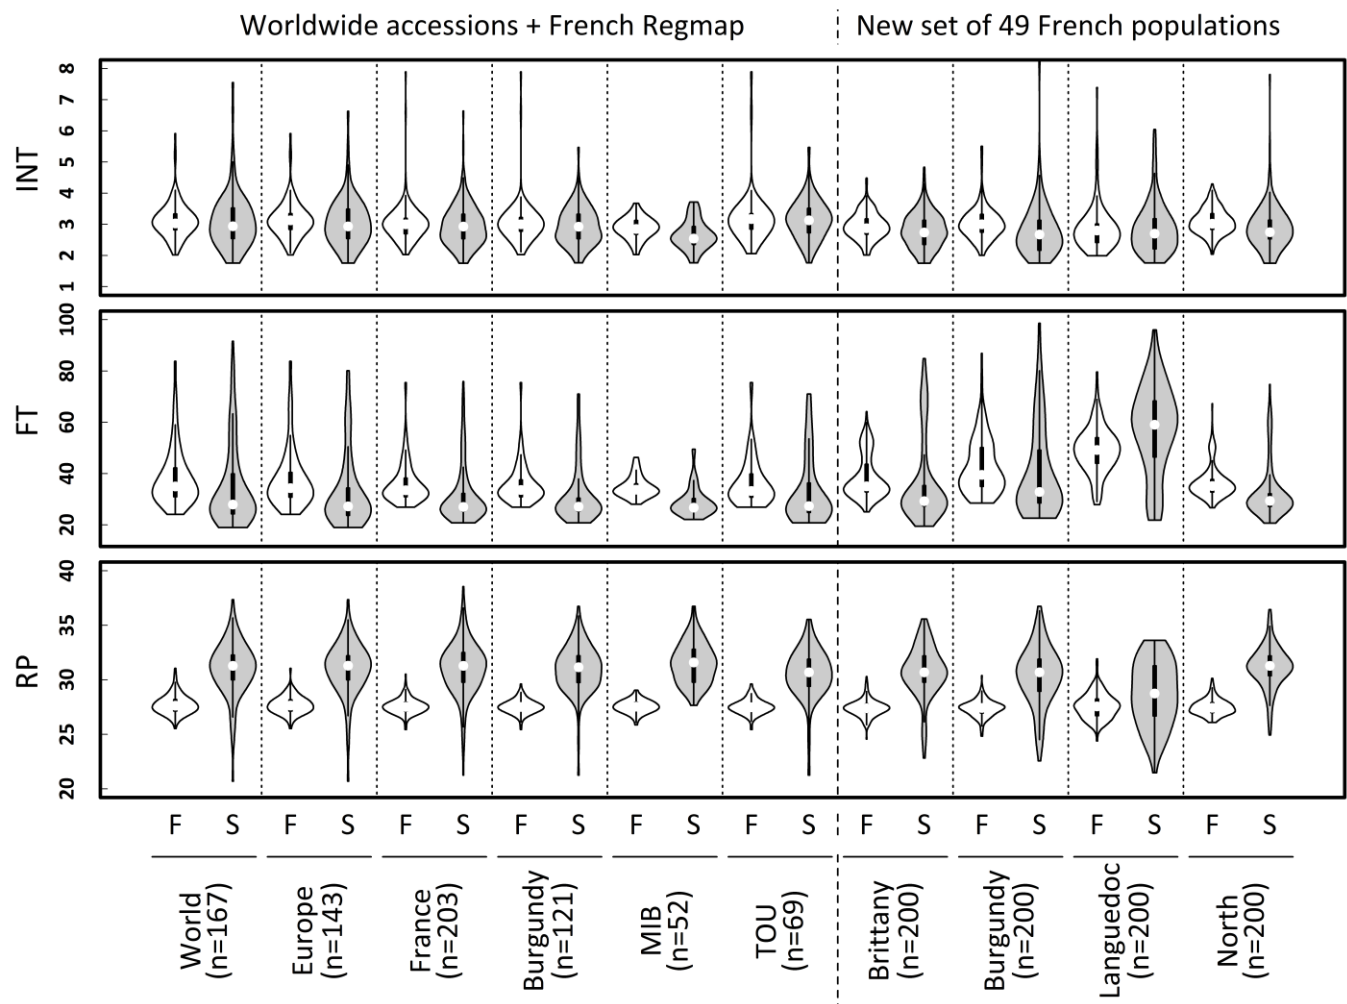 Worldwide accessions + French Regmap
New set of 49 French populations
INT
8
7
6
5
4
3
2
1
FT
100
80
60
40
20
RP
40
35
30
25
20
F S F S F S F S F S F S F S F S F S F S
World
(n=167)
Europe
(n=143)
France
(n=203)
Burgundy
(n=121)
MIB
(n=52)
TOU
(n=69)
Brittany
(n=200)
Burgundy
(n=200)
Languedoc
(n=200)
North
(n=200)